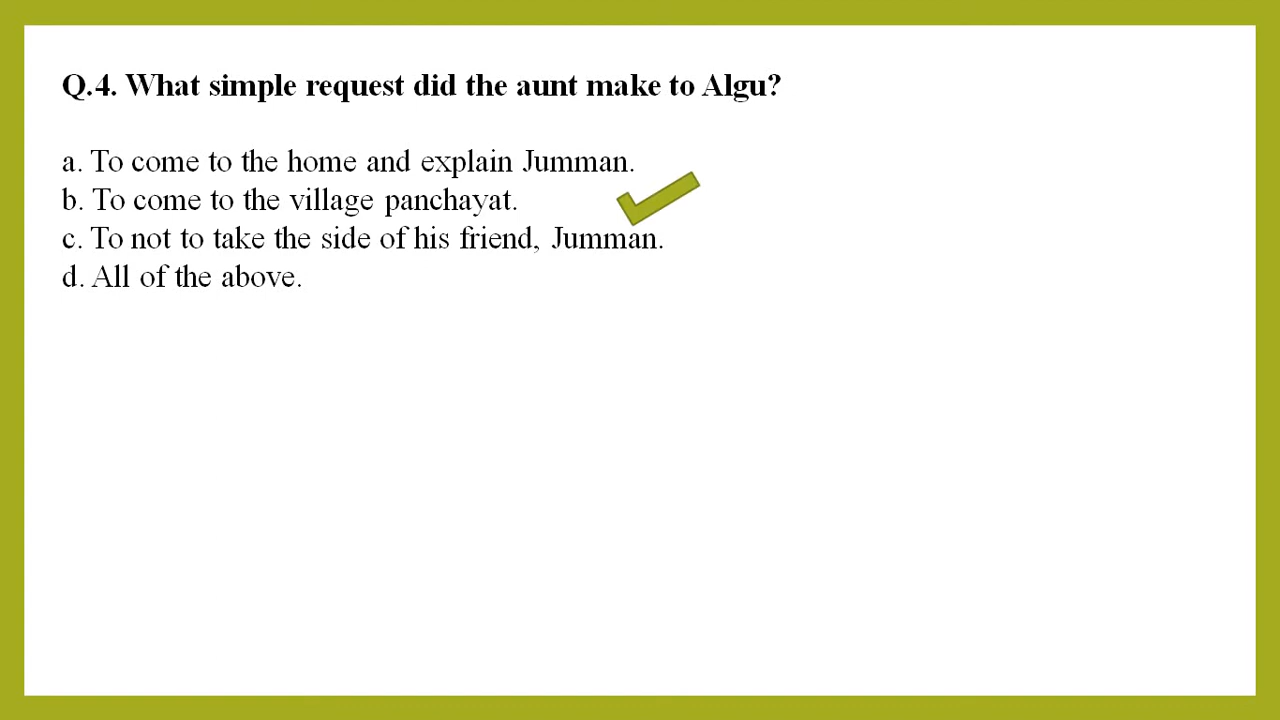 Q.4. What simple request did the aunt make to Algu?
a. To come to the home and explain Jumman.
b. To come to the village panchayat.
c. To not to take the side of his friend, Jumman.
d. All of the above.